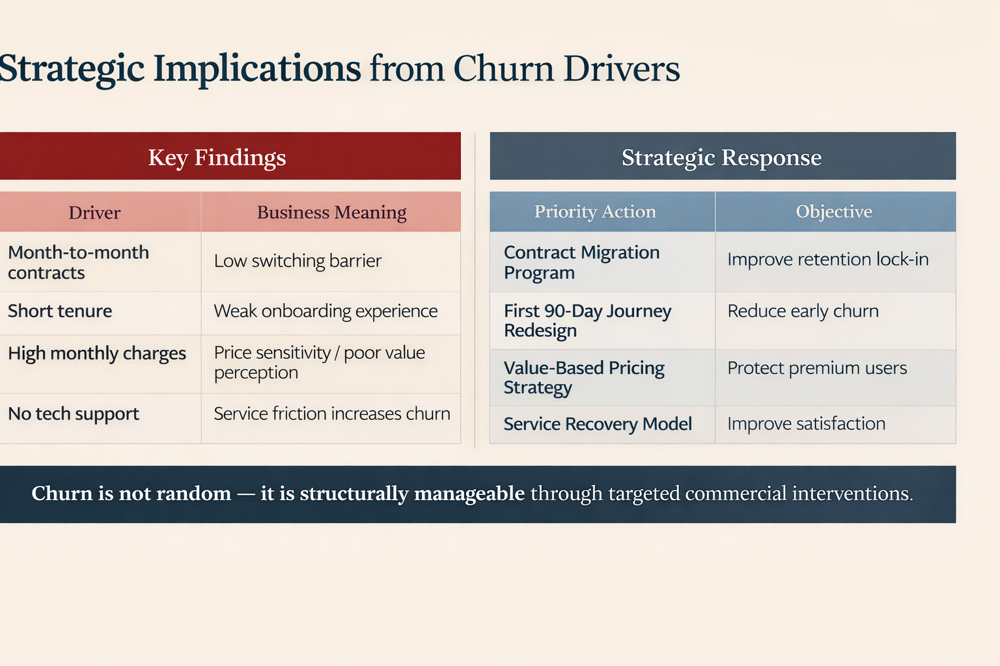 Strategic Implications from Churn Drivers
Key Findings
Driver
Business Meaning
Month-to-month
contracts
Low switching barrier
Short tenure
Weak onboarding experience
High monthly charges
Price sensitivity / poor value
perception
No tech support
Service friction increases churn
Strategic Response
Priority Action
Objective
Contract Migration
Program
Improve retention lock-in
First 90-Day Journey
Redesign
Reduce early churn
Value-Based Pricing
Strategy
Protect premium users
Service Recovery Model
Improve satisfaction
Churn is not random — it is structurally manageable through targeted commercial interventions.